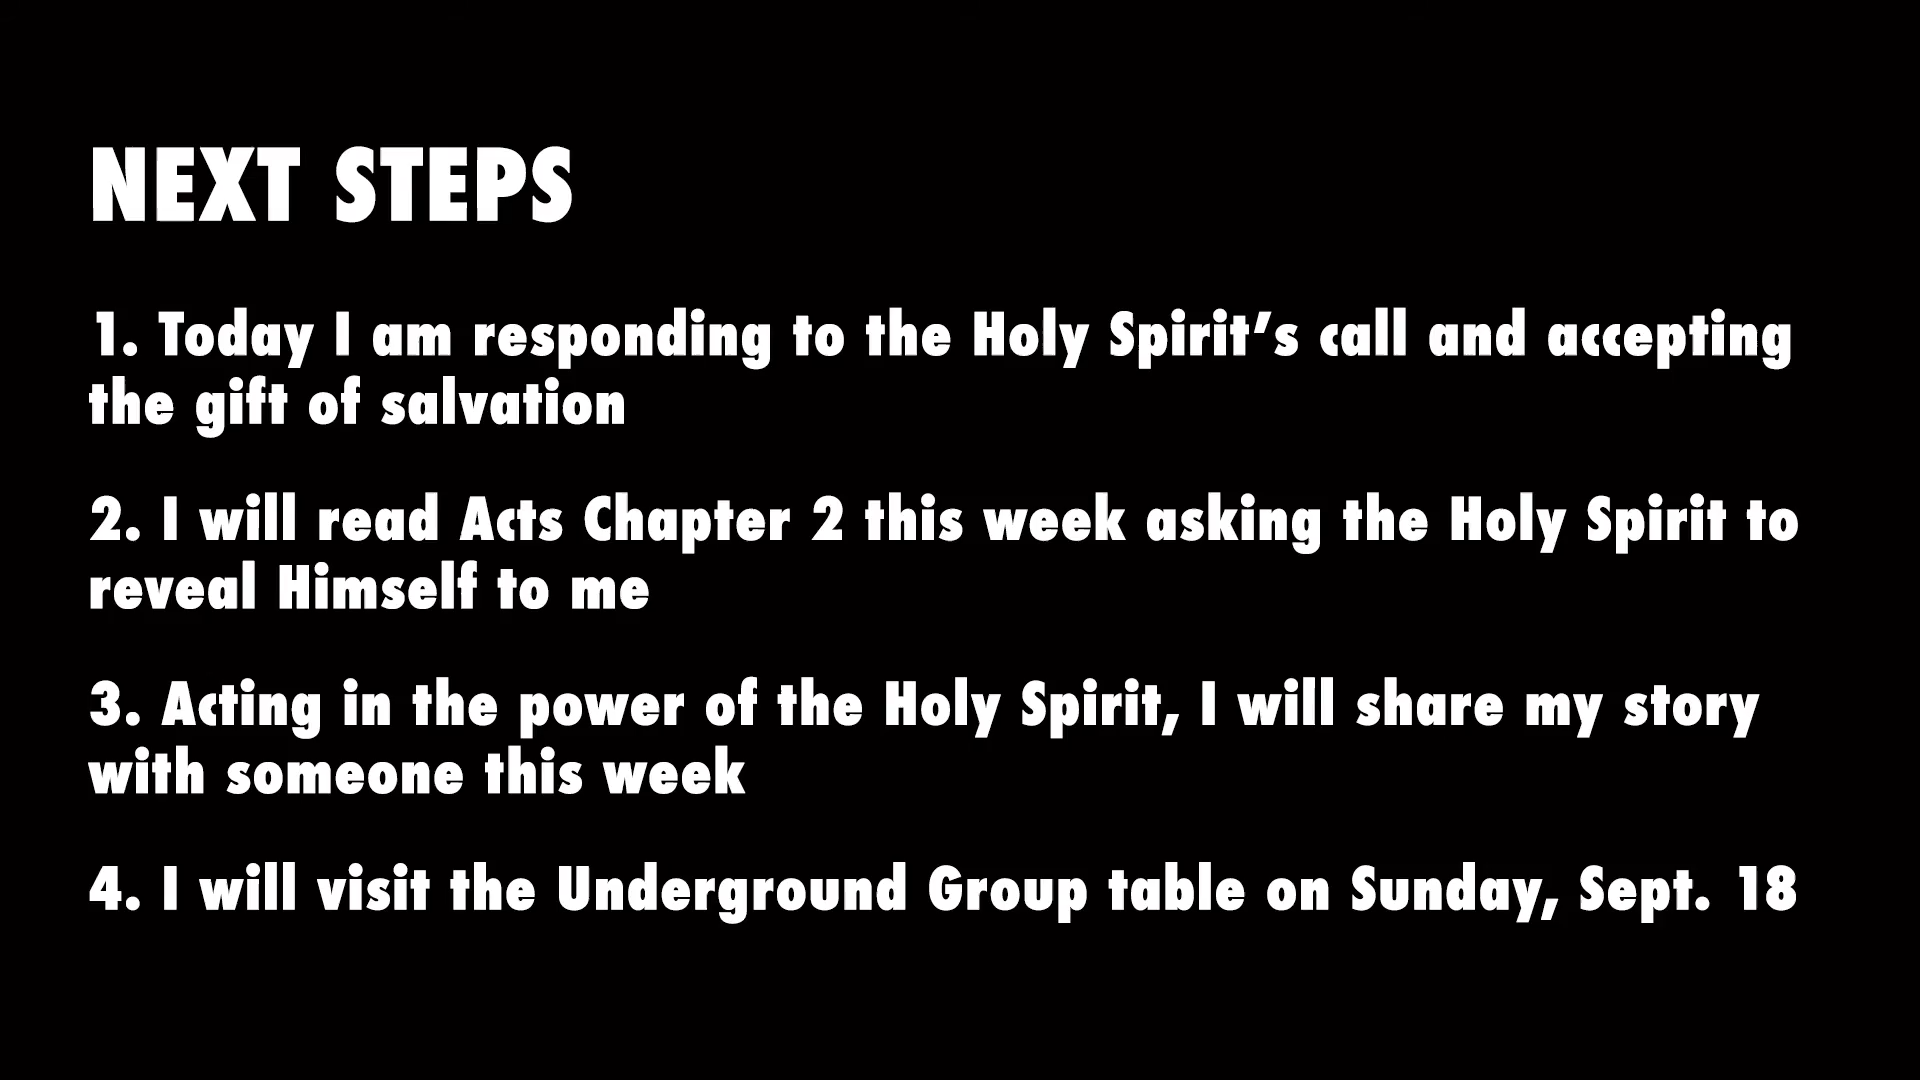 NEXT STEPS
1. Today I am responding to the Holy Spirit’s call and accepting
the gift of salvation
2. I will read Acts Chapter 2 this week asking the Holy Spirit to
reveal Himself to me
3. Acting in the power of the Holy Spirit, I will share my story
with someone this week
4. I will visit the Underground Group table on Sunday, Sept. 18